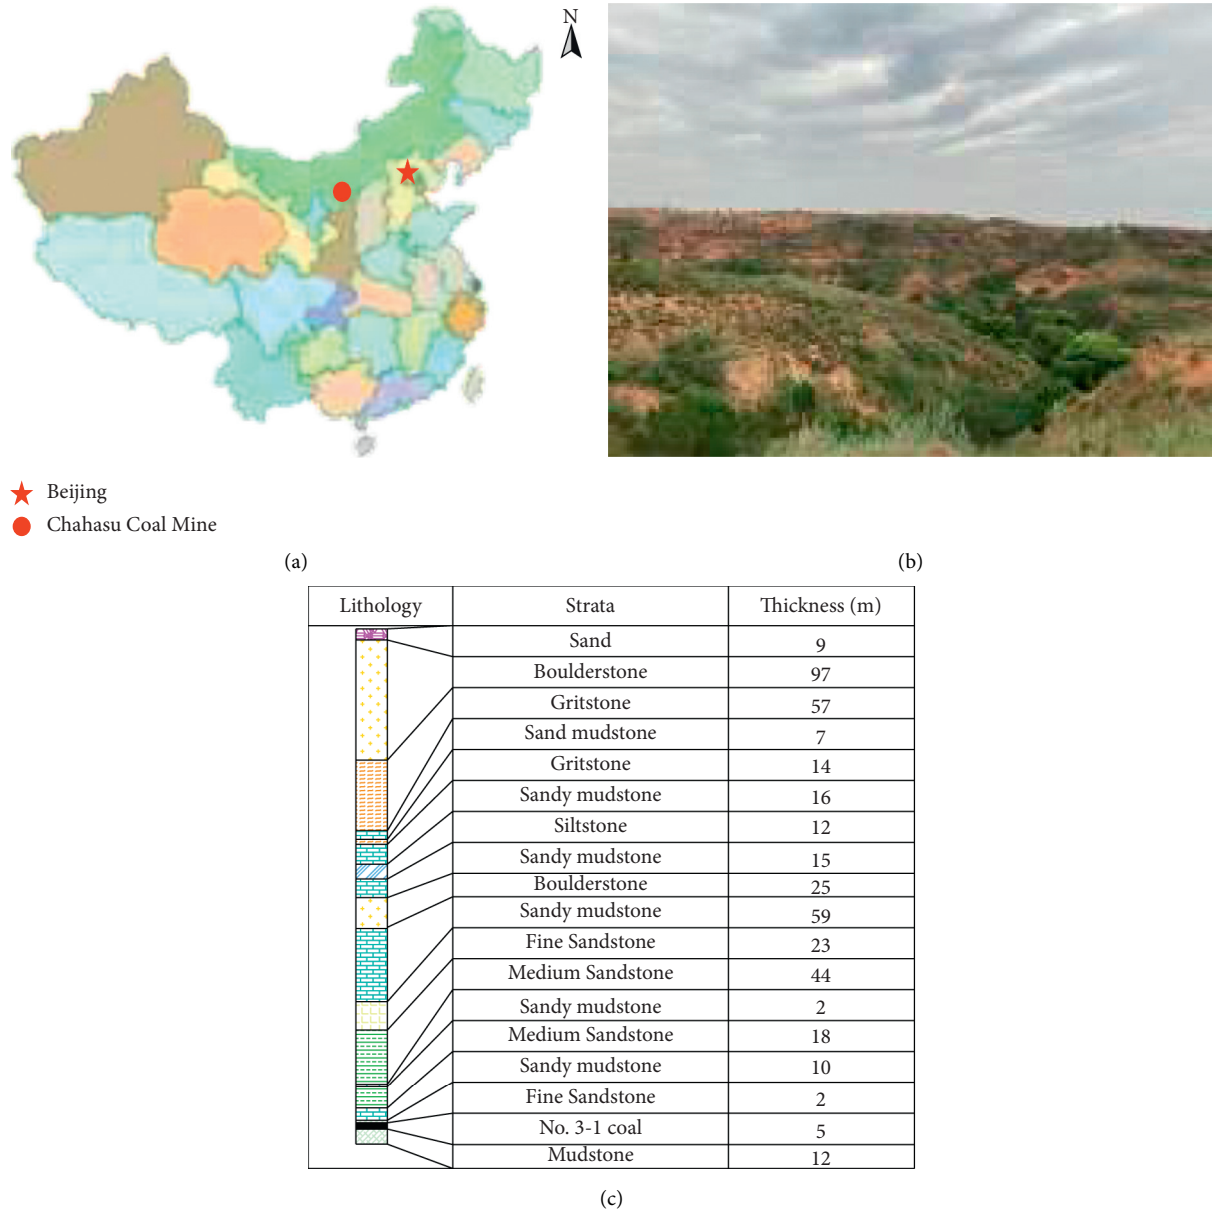 N
Beijing
Chahasu Coal Mine
(a)
(b)
Lithology Strata Thickness (m)
Sand 9
Boulderstone 97
Gritstone 57
Sand mudstone 7
Gritstone 14
Sandy mudstone 16
Siltstone 12
Sandy mudstone 15
Boulderstone 25
Sandy mudstone 59
Fine Sandstone 23
Medium Sandstone 44
Sandy mudstone 2
Medium Sandstone 18
Sandy mudstone 10
Fine Sandstone 2
No. 3-1 coal 5
Mudstone 12
(c)